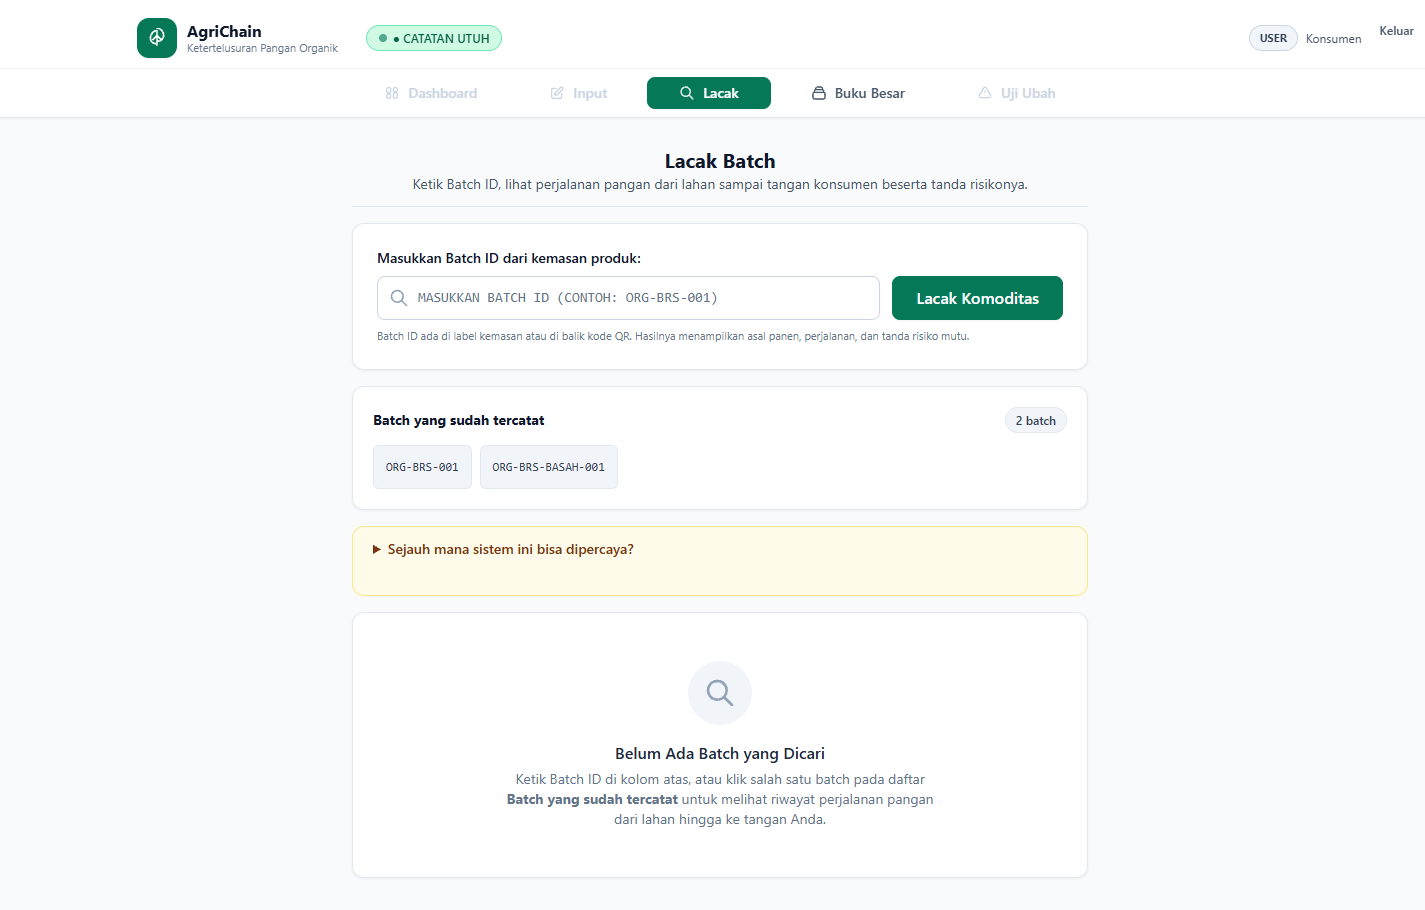 AgriChain
Ketertelusuran Pangan Organik
● CATATAN UTUH
USER
Konsumen
Keluar
Dashboard
Input
Lacak
Buku Besar
Uji Ubah
Lacak Batch
Ketik Batch ID, lihat perjalanan pangan dari lahan sampai tangan konsumen beserta tanda risikonya.
Masukkan Batch ID dari kemasan produk:
MASUKKAN BATCH ID (CONTOH: ORG-BRS-001)
Lacak Komoditas
Batch ID ada di label kemasan atau di balik kode QR. Hasilnya menampilkan asal panen, perjalanan, dan tanda risiko mutu.
Batch yang sudah tercatat
2 batch
ORG-BRS-001
ORG-BRS-BASAH-001
Sejauh mana sistem ini bisa dipercaya?
Belum Ada Batch yang Dicari
Ketik Batch ID di kolom atas, atau klik salah satu batch pada daftar
Batch yang sudah tercatat untuk melihat riwayat perjalanan pangan
dari lahan hingga ke tangan Anda.